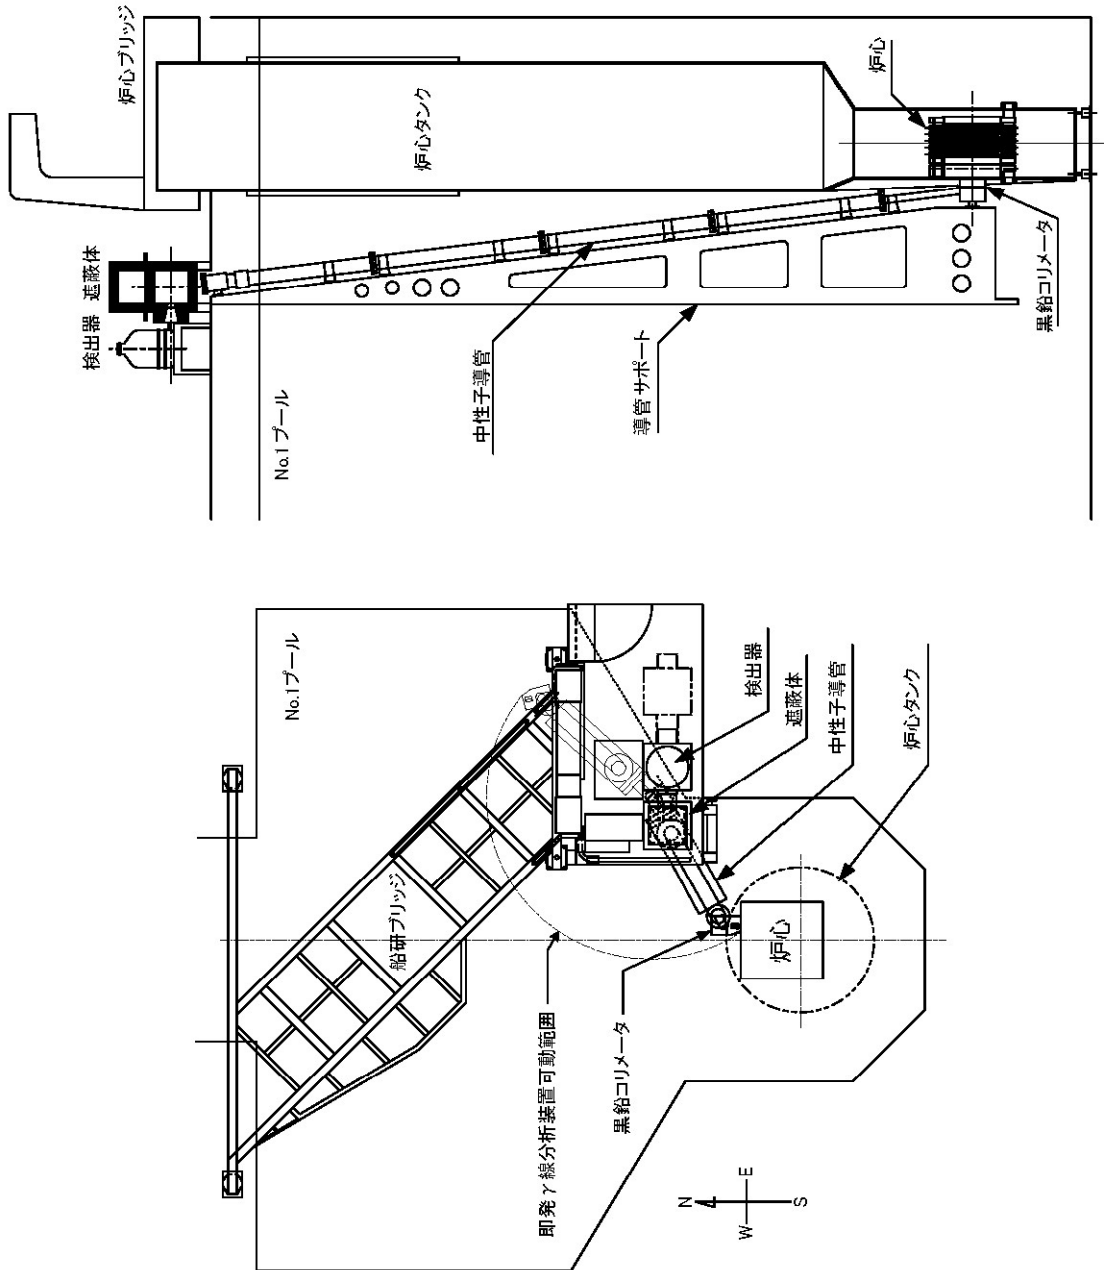 炉心ブリッジ
炉心タンク
炉心
遮蔽体
検出器
No.1プール
中性子導管
導管サポート
黒鉛コリメータ
No.1プール
船研ブリッジ
検出器
遮蔽体
中性子導管
炉心タンク
炉心
即発γ線分析装置可動範囲
黒鉛コリメータ
N
W
E
S